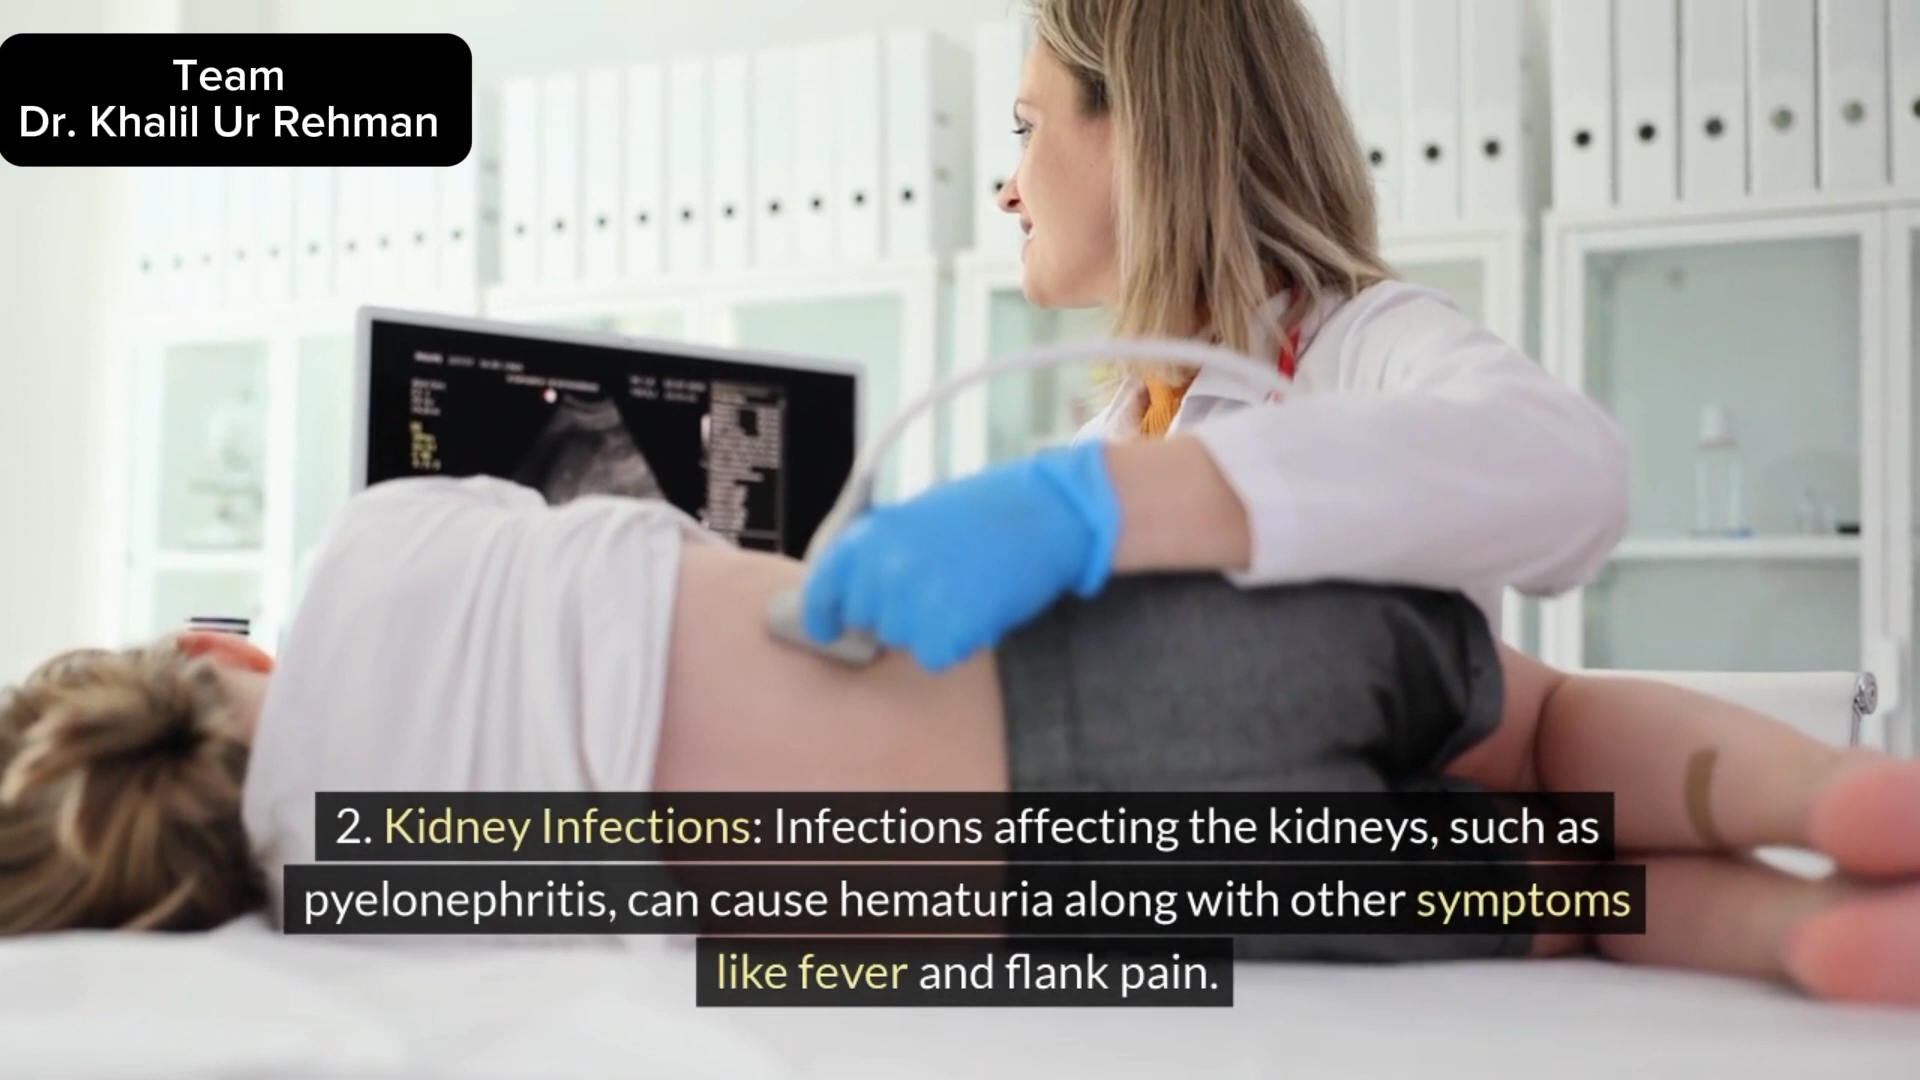 Team
Dr. Khalil Ur Rehman
2. Kidney Infections: Infections affecting the kidneys, such as
pyelonephritis, can cause hematuria along with other symptoms
like fever and flank pain.